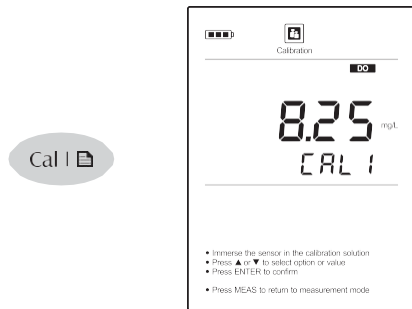 Cal |
Calibration
DO
8.25 mg/L
CAL 1
• Immerse the sensor in the calibration solution
• Press ▲ or ▼ to select option or value
• Press ENTER to confirm
• Press MEAS to return to measurement mode